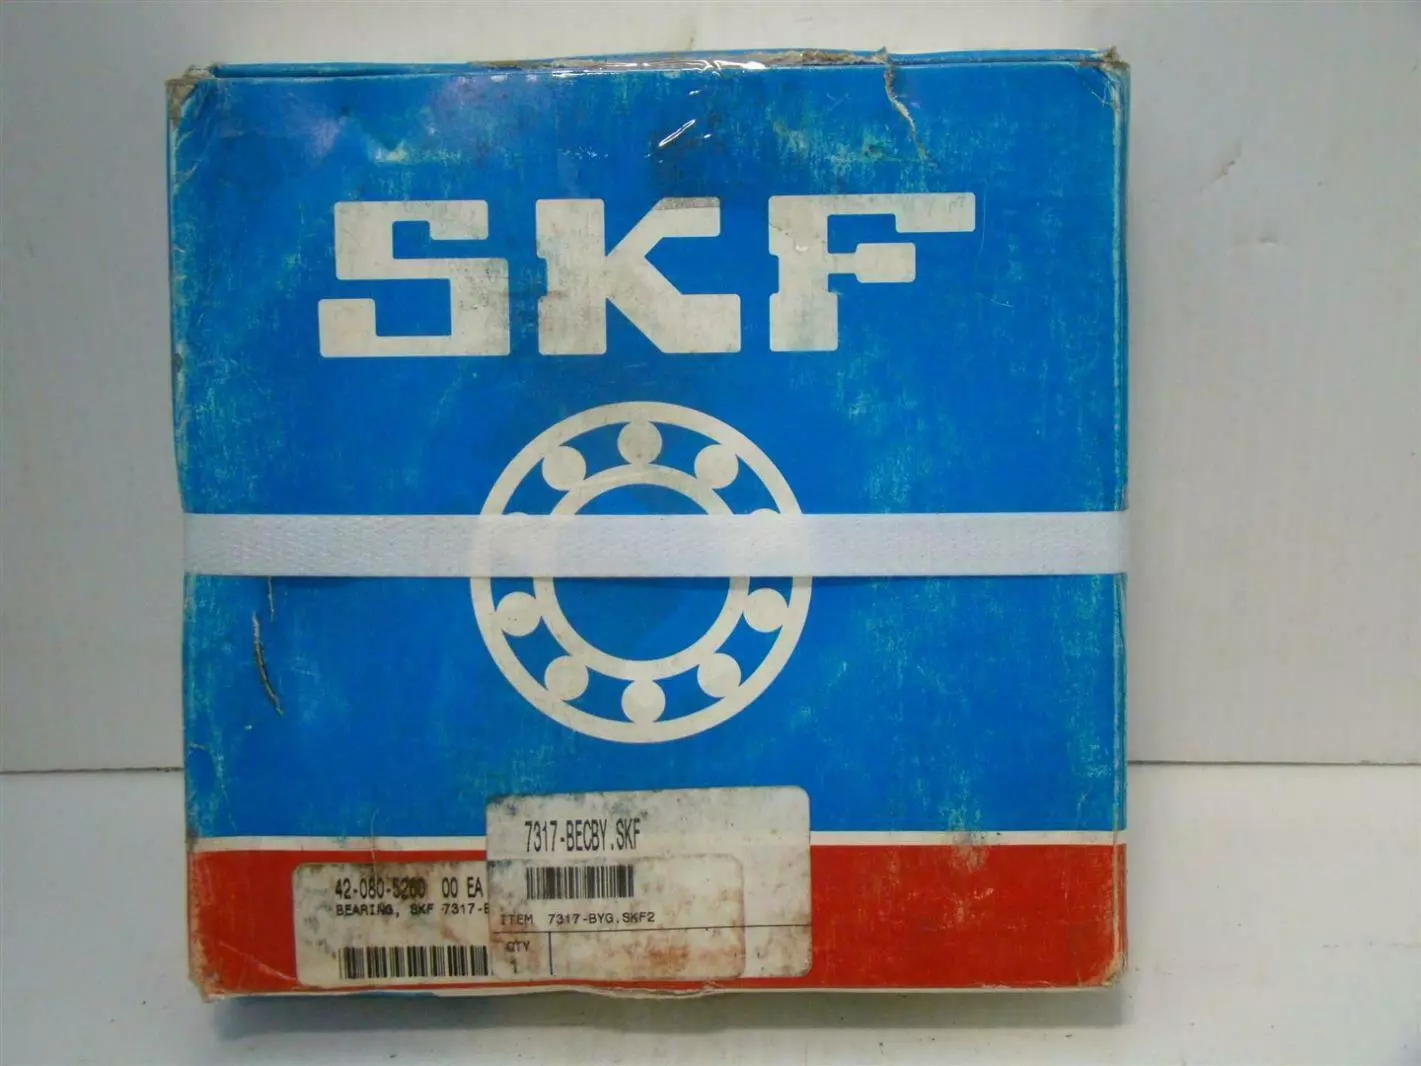 SKF
7317-BECBY.SKF
42-080-5260 00 EA
BEARING, SKF 7317-B
ITEM 7317-BYG.SKF2
QTY
1